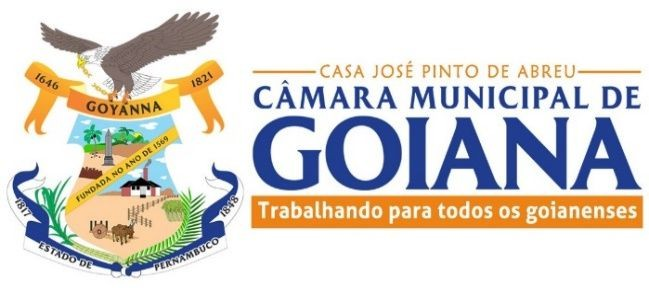 1646
1821
GOYANNA
FUNDADA NO ANO DE 1569
1817
1848
ESTADO DE
PERNAMBUCO
CASA JOSÉ PINTO DE ABREU
CÂMARA MUNICIPAL DE
GOIANA
Trabalhando para todos os goianenses